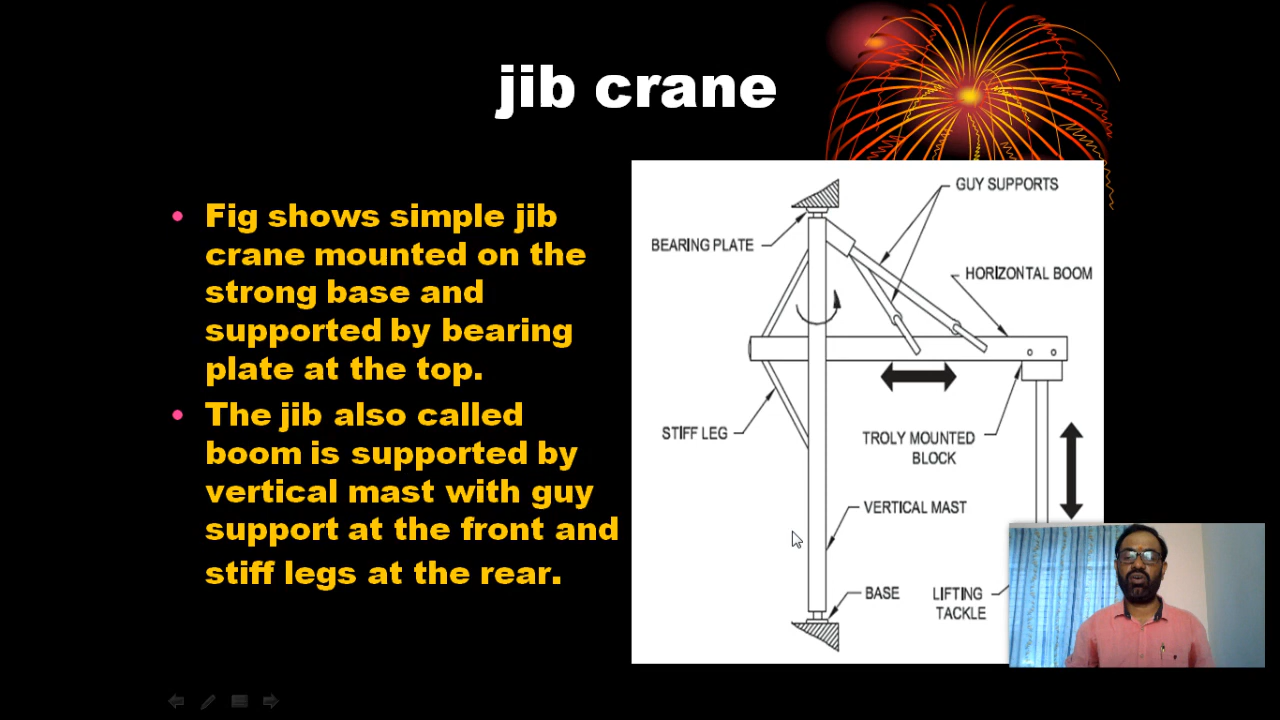 jib crane
• Fig shows simple jib
crane mounted on the
strong base and
supported by bearing
plate at the top.
• The jib also called
boom is supported by
vertical mast with guy
support at the front and
stiff legs at the rear.
GUY SUPPORTS
BEARING PLATE
HORIZONTAL BOOM
STIFF LEG
TROLY MOUNTED
BLOCK
VERTICAL MAST
BASE
LIFTING
TACKLE